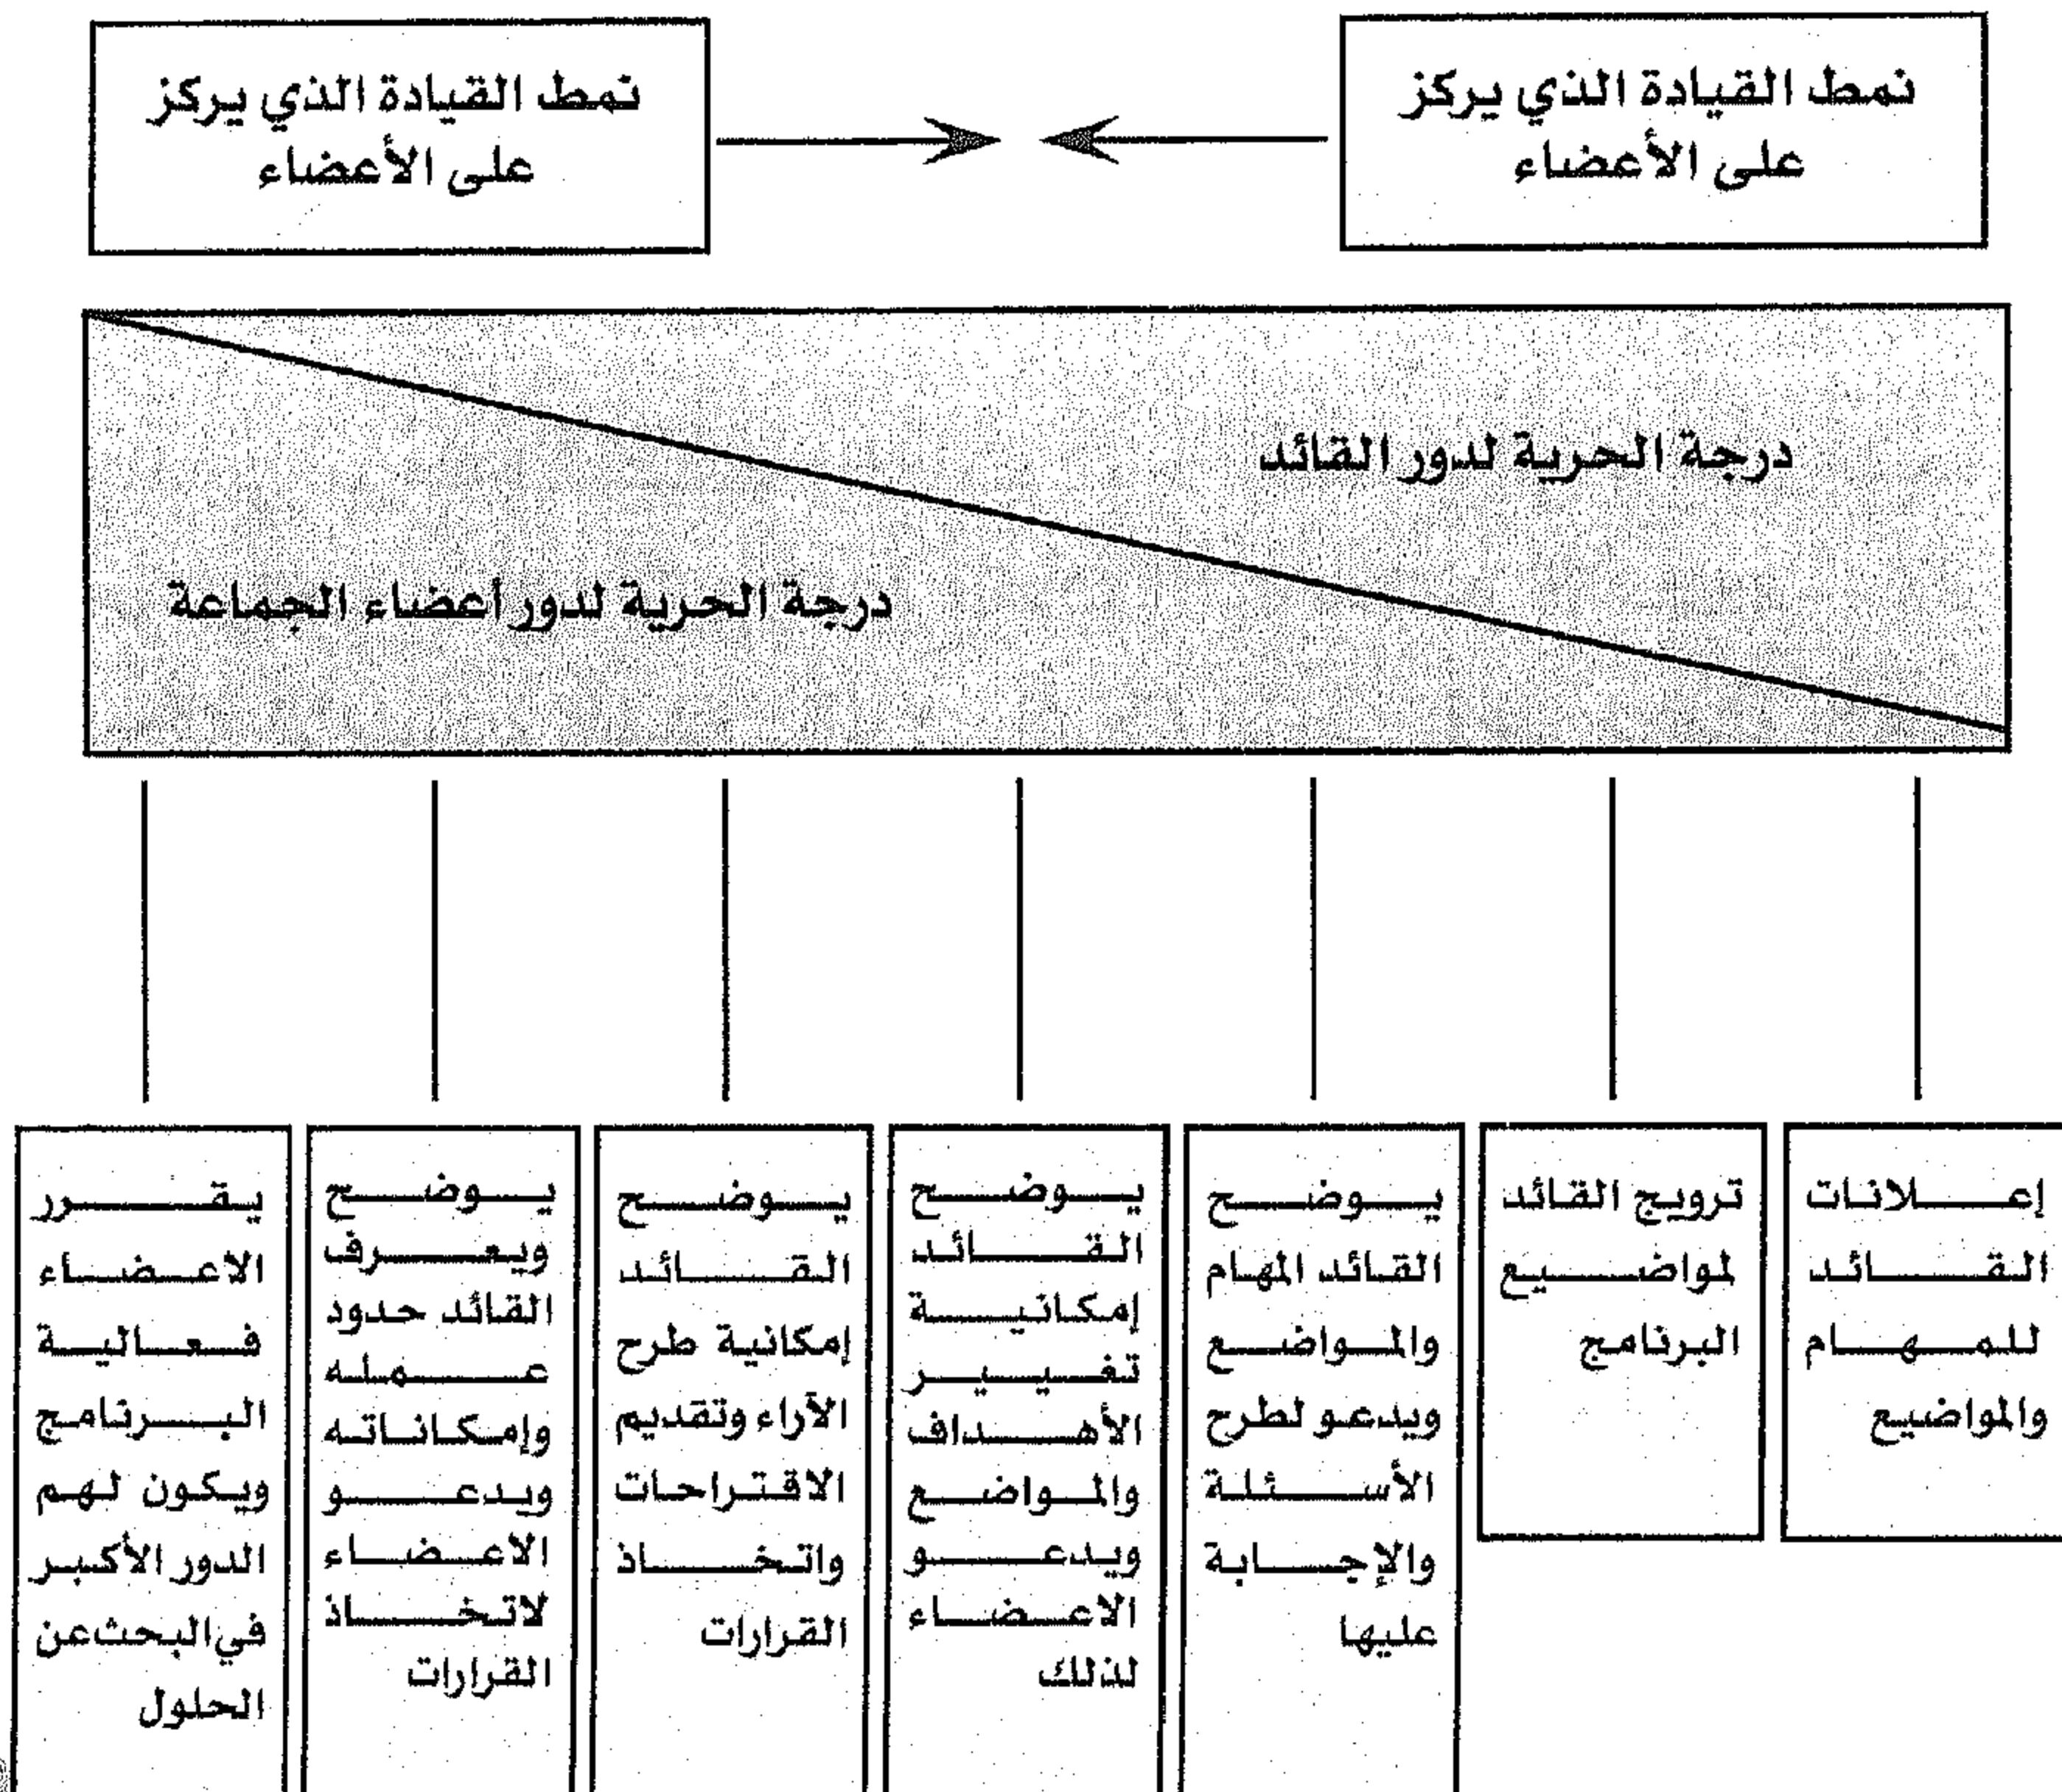 نمط القيادة الذي يركز
على الأعضاء
نمط القيادة الذي يركز
على الأعضاء
درجة الحرية لدور القائد
درجة الحرية لدور أعضاء الجماعة
إعلانات
القائد
للمهام
والمواضيع
ترويج القائد
لمواضيع
البرنامج
يوضح
القائد المهام
والمواضع
ويدعو لطرح
الأسئلة
والإجابة
عليها
يوضح
القائد
إمكانية
تغيير
الأهداف
والمواضع
ويدعو
الاعضاء
لذلك
يوضح
القائد
إمكانية طرح
الآراء وتقديم
الاقتراحات
واتخاذ
القرارات
يوضح
ويعرف
القائد حدود
عمله
وإمكاناته
ويدعو
الاعضاء
لاتخاذ
القرارات
يقرر
الاعضاء
فعالية
البرنامج
ويكون لهم
الدور الأكبر
في البحث عن
الحلول